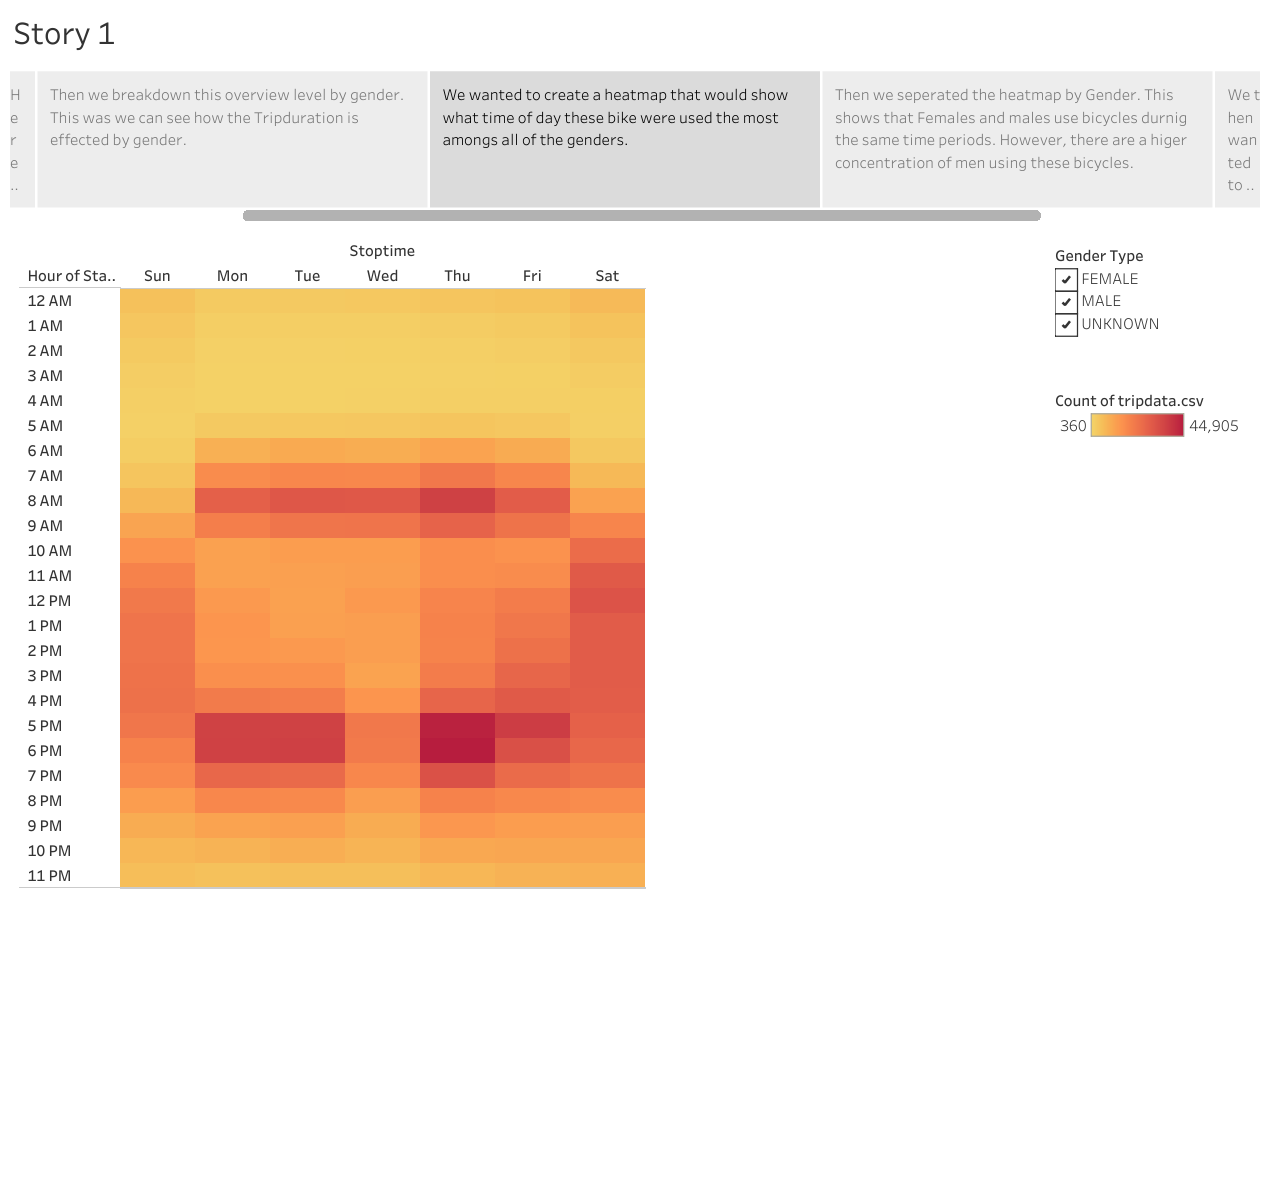 Story 1
H
e
r
e
..
Then we breakdown this overview level by gender.
This was we can see how the Tripduration is
effected by gender.
We wanted to create a heatmap that would show
what time of day these bike were used the most
amongs all of the genders.
Then we seperated the heatmap by Gender. This
shows that Females and males use bicycles durnig
the same time periods. However, there are a higer
concentration of men using these bicycles.
We t
hen
wan
ted
to ..
Stoptime
Hour of Sta.. Sun Mon Tue Wed Thu Fri Sat
12 AM
1 AM
2 AM
3 AM
4 AM
5 AM
6 AM
7 AM
8 AM
9 AM
10 AM
11 AM
12 PM
1 PM
2 PM
3 PM
4 PM
5 PM
6 PM
7 PM
8 PM
9 PM
10 PM
11 PM
Gender Type
FEMALE
MALE
UNKNOWN
Count of tripdata.csv
360 44,905